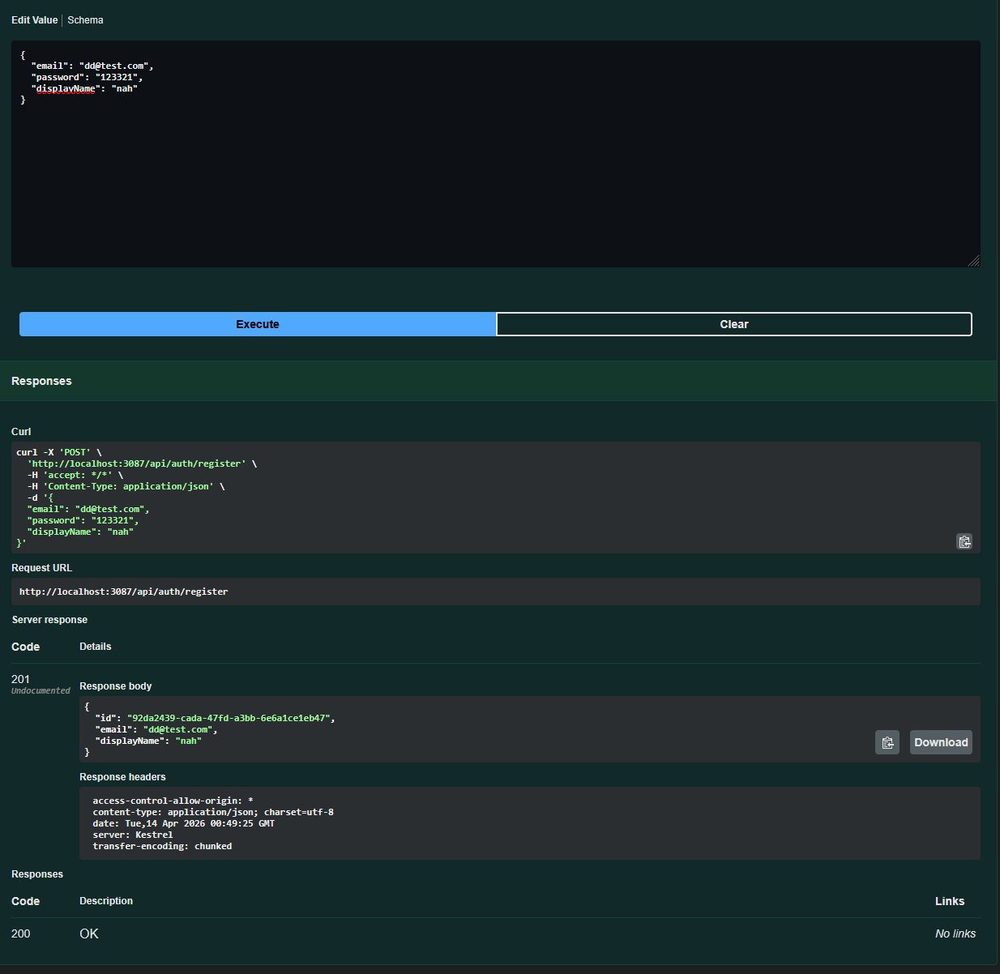 Edit Value | Schema
{
  "email": "dd@test.com",
  "password": "123321",
  "displayName": "nah"
}
Execute
Clear
Responses
Curl
curl -X 'POST' \
  'http://localhost:3087/api/auth/register' \
  -H 'accept: */*' \
  -H 'Content-Type: application/json' \
  -d '{
  "email": "dd@test.com",
  "password": "123321",
  "displayName": "nah"
}'
Request URL
http://localhost:3087/api/auth/register
Server response
Code Details
201
Undocumented
Response body
{
  "id": "92da2439-cada-47fd-a3bb-6e6a1ce1eb47",
  "email": "dd@test.com",
  "displayName": "nah"
}
Download
Response headers
access-control-allow-origin: *
content-type: application/json; charset=utf-8
date: Tue,14 Apr 2026 00:49:25 GMT
server: Kestrel
transfer-encoding: chunked
Responses
Code Description Links
200 OK No links